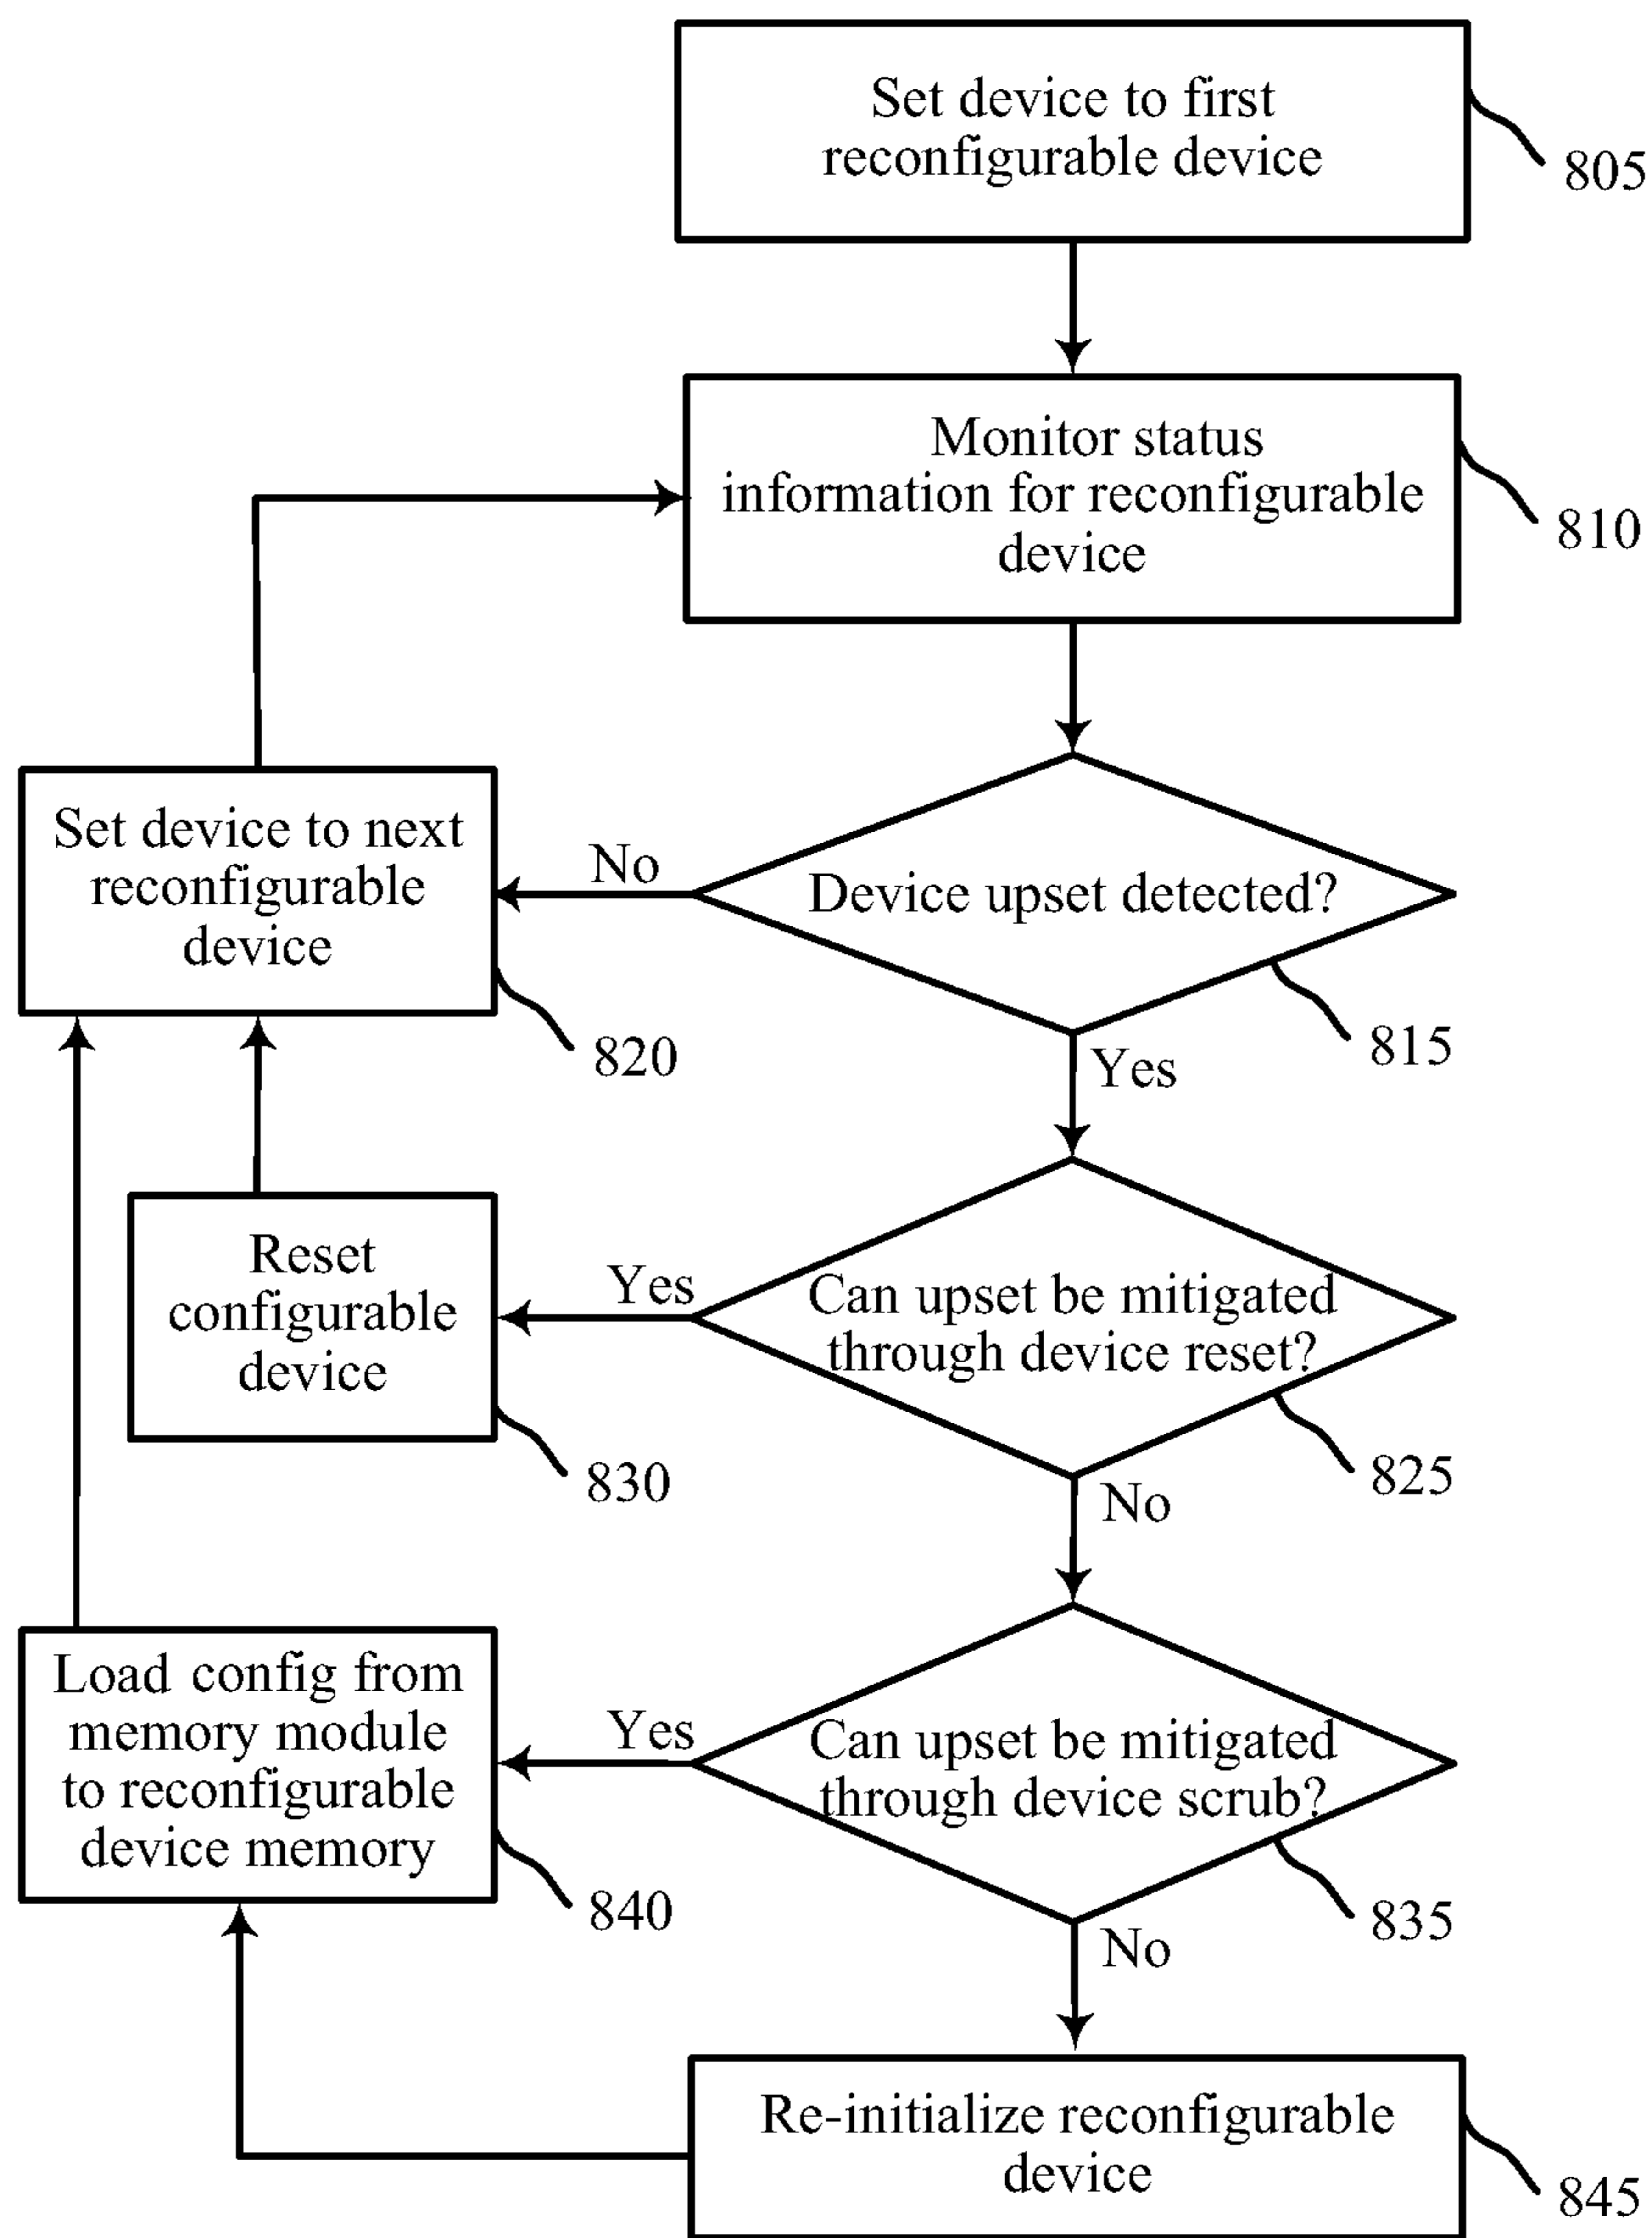 Set device to first
reconfigurable device
805
Monitor status
information for reconfigurable
device
810
Set device to next
reconfigurable
device
820
No
Device upset detected?
815
Yes
Reset
configurable
device
830
Yes
Can upset be mitigated
through device reset?
825
No
Load config from
memory module
to reconfigurable
device memory
840
Yes
Can upset be mitigated
through device scrub?
835
No
Re-initialize reconfigurable
device
845